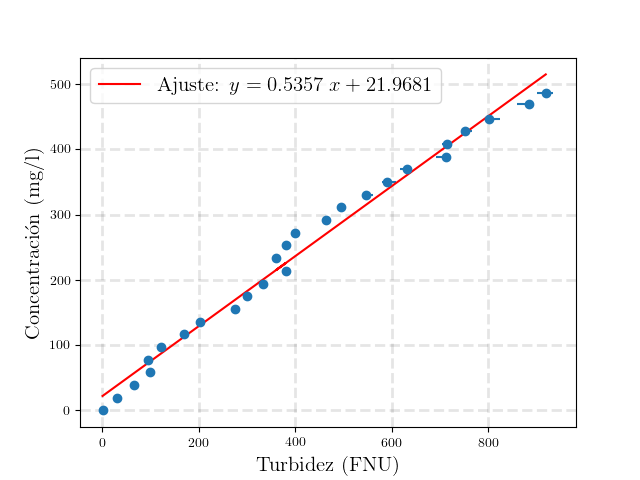 Ajuste: y = 0.5357 x + 21.9681
500
400
300
200
100
0
Concentración (mg/l)
0 200 400 600 800
Turbidez (FNU)